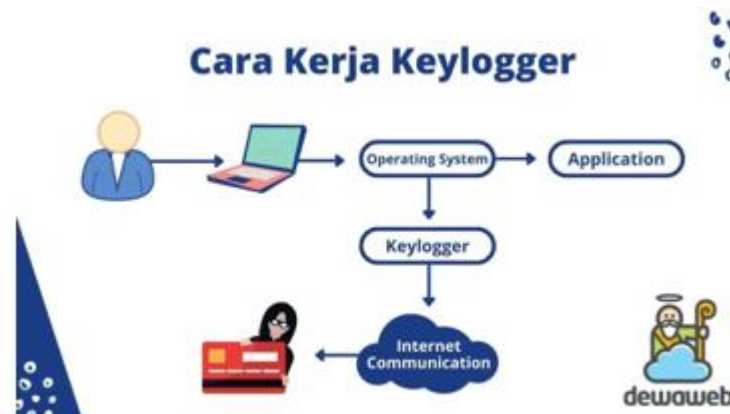 Cara Kerja Keylogger
Operating System
Application
Keylogger
Internet
Communication
dewaweb